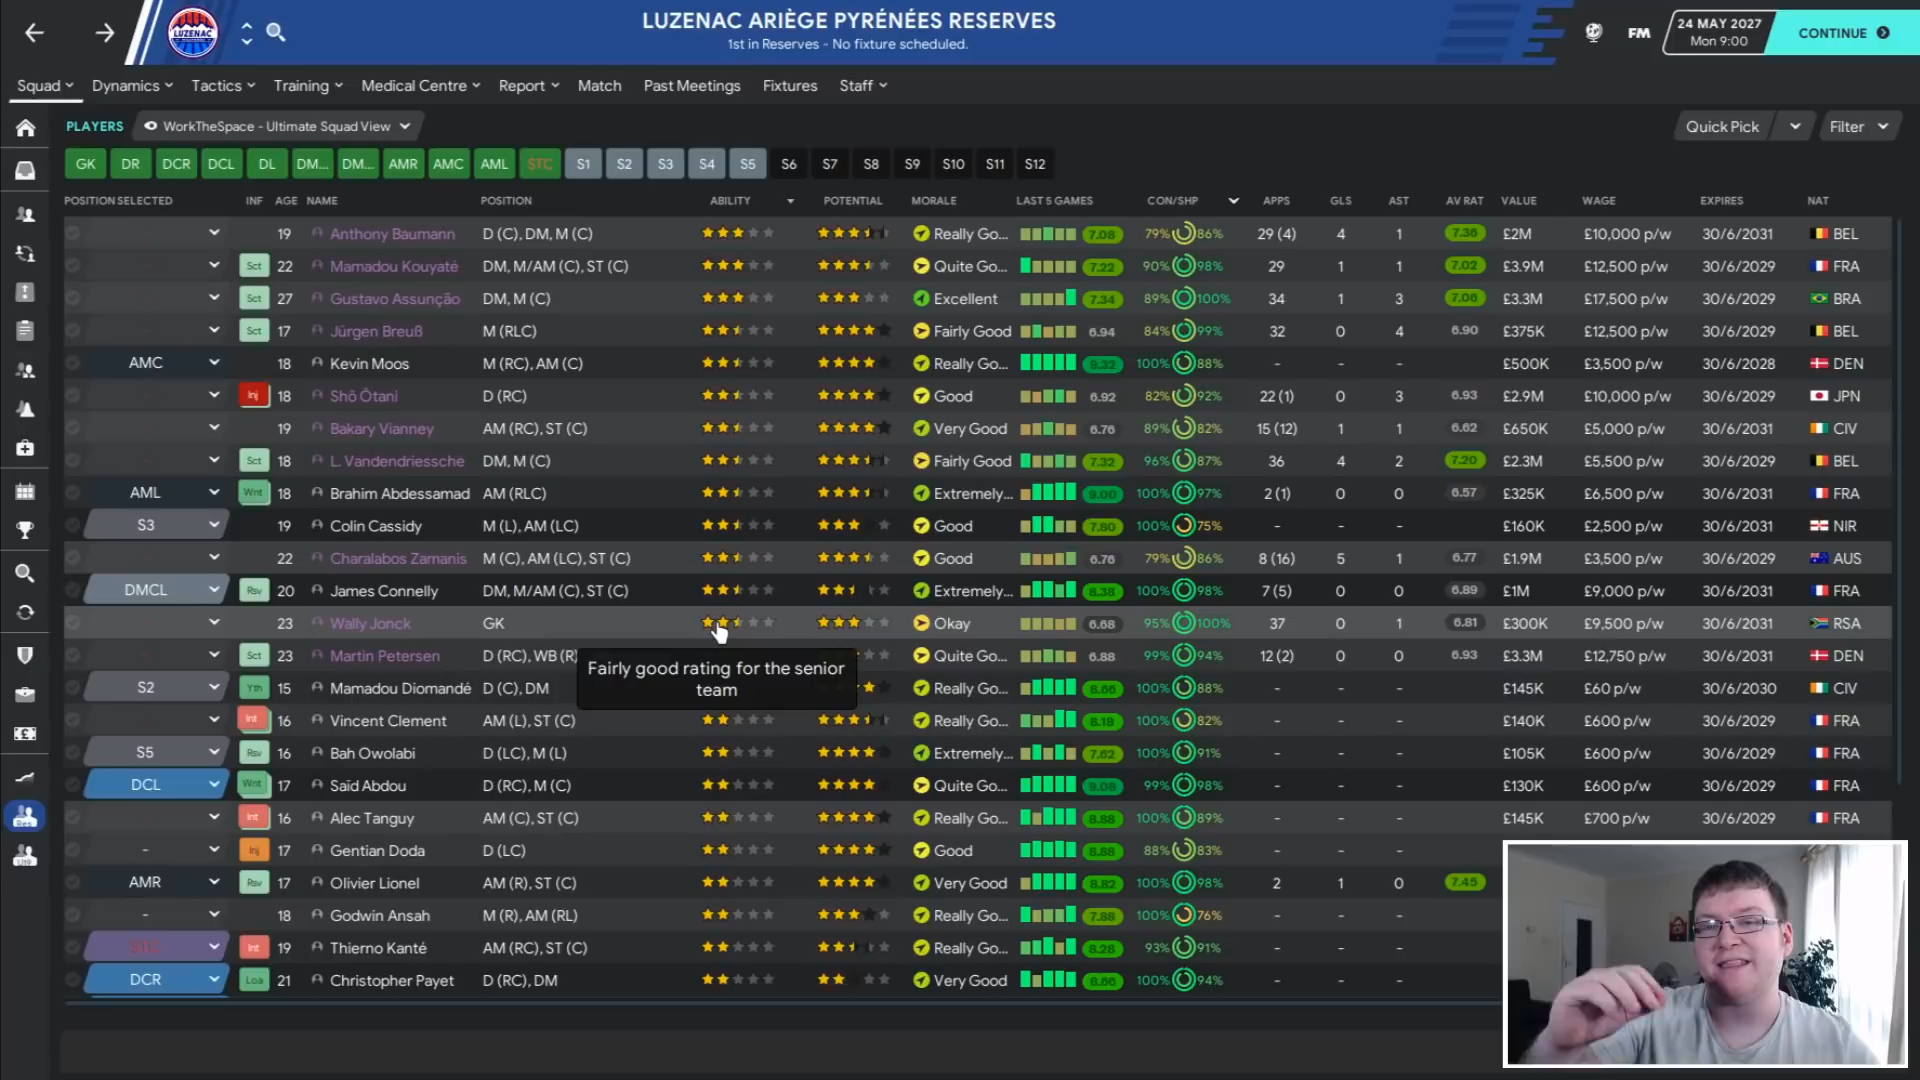 LUZENAC
LUZENAC ARIÈGE PYRÉNÉES RESERVES
1st in Reserves - No fixture scheduled.
FM
24 MAY 2027
Mon 9:00
CONTINUE
Squad Dynamics Tactics Training Medical Centre Report Match Past Meetings Fixtures Staff
PLAYERS WorkTheSpace - Ultimate Squad View Quick Pick Filter
GK DR DCR DCL DL DM... DM... AMR AMC AML STC S1 S2 S3 S4 S5 S6 S7 S8 S9 S10 S11 S12
POSITION SELECTED INF AGE NAME POSITION ABILITY POTENTIAL MORALE LAST 5 GAMES CON/SHP APPS GLS AST AV RAT VALUE WAGE EXPIRES NAT
19 Anthony Baumann D (C), DM, M (C) Really Go... 7.08 79% 86% 29 (4) 4 1 7.36 £2M £10,000 p/w 30/6/2031 BEL
Sct 22 Mamadou Kouyaté DM, M/AM (C), ST (C) Quite Go... 7.22 90% 98% 29 1 1 7.02 £3.9M £12,500 p/w 30/6/2029 FRA
Sct 27 Gustavo Assunção DM, M (C) Excellent 7.34 89% 100% 34 1 3 7.06 £3.3M £17,500 p/w 30/6/2029 BRA
Sct 17 Jürgen Breuß M (RLC) Fairly Good 6.94 84% 99% 32 0 4 6.90 £375K £12,500 p/w 30/6/2029 BEL
AMC 18 Kevin Moos M (RC), AM (C) Really Go... 9.32 100% 88% - - - £500K £3,500 p/w 30/6/2028 DEN
Inj 18 Shō Ōtani D (RC) Good 6.92 82% 92% 22 (1) 0 3 6.93 £2.9M £10,000 p/w 30/6/2029 JPN
19 Bakary Vianney AM (RC), ST (C) Very Good 6.76 89% 82% 15 (12) 1 1 6.62 £650K £5,000 p/w 30/6/2031 CIV
Sct 18 L. Vandendriessche DM, M (C) Fairly Good 7.32 96% 87% 36 4 2 7.20 £2.3M £5,500 p/w 30/6/2029 BEL
AML Wnt 18 Brahim Abdessamad AM (RLC) Extremely... 9.00 100% 97% 2 (1) 0 0 6.57 £325K £6,500 p/w 30/6/2031 FRA
S3 19 Colin Cassidy M (L), AM (LC) Good 7.80 100% 75% - - - £160K £2,500 p/w 30/6/2031 NIR
22 Charalabos Zamanis M (C), AM (LC), ST (C) Good 6.76 79% 86% 8 (16) 5 1 6.77 £1.9M £3,500 p/w 30/6/2029 AUS
DMCL Rsv 20 James Connelly DM, M/AM (C), ST (C) Extremely... 8.38 100% 98% 7 (5) 0 0 6.89 £1M £9,000 p/w 30/6/2031 FRA
23 Wally Jonck GK Okay 6.68 95% 100% 37 0 1 6.81 £300K £9,500 p/w 30/6/2031 RSA
Sct 23 Martin Petersen D (RC), WB (R) Quite Go... 6.88 99% 94% 12 (2) 0 0 6.93 £3.3M £12,750 p/w 30/6/2029 DEN
Fairly good rating for the senior
team
S2 Yth 15 Mamadou Diomandé D (C), DM Really Go... 8.66 100% 88% - - - £145K £60 p/w 30/6/2030 CIV
Int 16 Vincent Clement AM (L), ST (C) Really Go... 8.18 100% 82% - - - £140K £600 p/w 30/6/2029 FRA
S5 Rsv 16 Bah Owolabi D (LC), M (L) Extremely... 7.62 100% 91% - - - £105K £600 p/w 30/6/2029 FRA
DCL Wnt 17 Saïd Abdou D (RC), M (C) Quite Go... 9.08 99% 98% - - - £130K £600 p/w 30/6/2029 FRA
Int 16 Alec Tanguy AM (C), ST (C) Really Go... 8.88 100% 89% - - - £145K £700 p/w 30/6/2029 FRA
- Inj 17 Gentian Doda D (LC) Good 8.88 88% 83% - - -
AMR Rsv 17 Olivier Lionel AM (R), ST (C) Very Good 8.82 100% 98% 2 1 0 7.45
- 18 Godwin Ansah M (R), AM (RL) Really Go... 7.88 100% 76% - - -
STC Int 19 Thierno Kanté AM (RC), ST (C) Really Go... 8.28 93% 91% - - -
DCR Loa 21 Christopher Payet D (RC), DM Very Good 8.66 100% 94% - - -
Res
U19